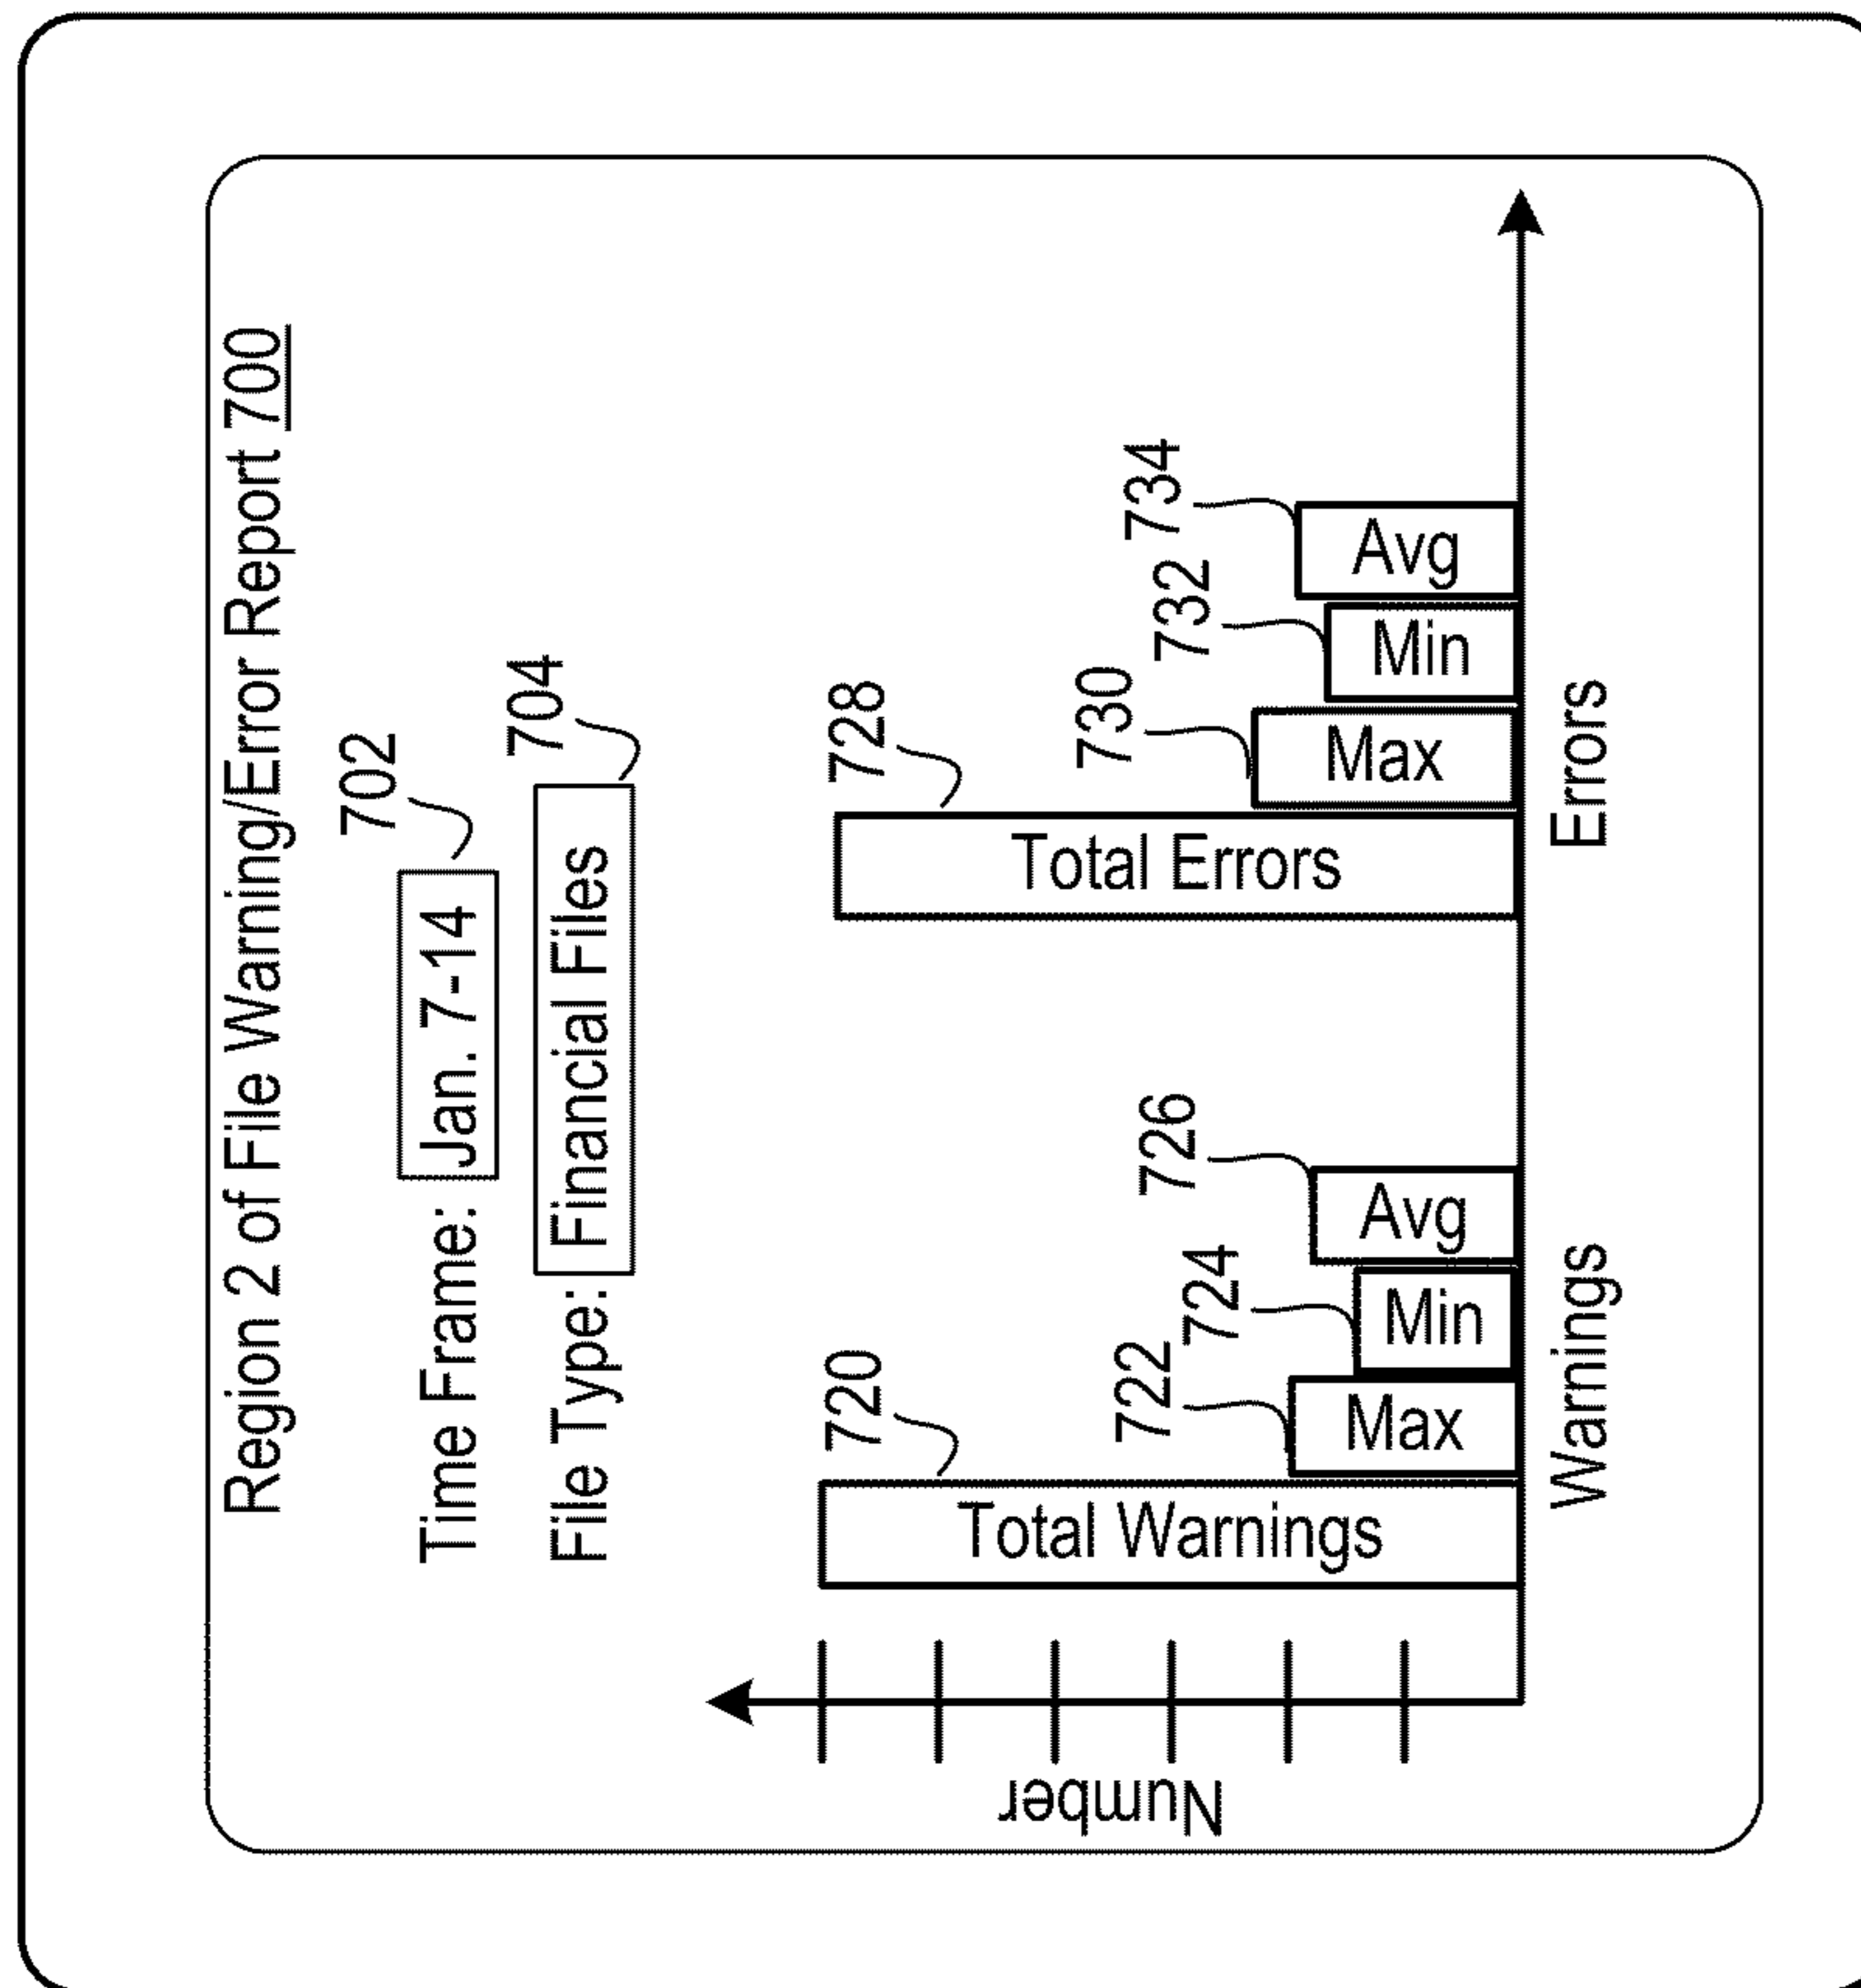 Region 2 of File Warning/Error Report 700
702
Time Frame: Jan. 7-14
704
File Type: Financial Files
Number
720
Total Warnings
722
Max
724
Min
726
Avg
Warnings
728
Total Errors
730
Max
732
Min
734
Avg
Errors